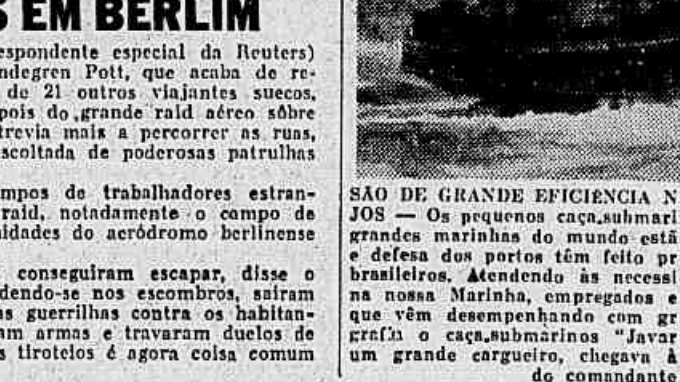 S EM BERLIM
espondente especial da Reuters)
ndegren Pott, que acaba de re-
de 21 outros viajantes suecos,
pois do grande raid aéreo sôbre
trevia mais a percorrer as ruas,
scoltada de poderosas patrulhas
mpos de trabalhadores estran-
raid, notadamente o campo de
nidades do aeródromo berlinense
conseguiram escapar, disse o
dendo-se nos escombros, sairam
as guerrilhas contra os habitan-
am armas e travaram duelos de
s tiroteios é agora coisa comum
SÃO DE GRANDE EFICIÊNCIA N
JOS — Os pequenos caça-submari
grandes marinhas do mundo estã
e defesa dos portos têm feito pr
brasileiros. Atendendo às necessi
na nossa Marinha, empregados e
que vêm desempenhando com gr
o caça-submarinos "Javar
um grande cargueiro, chegava à
do comandante